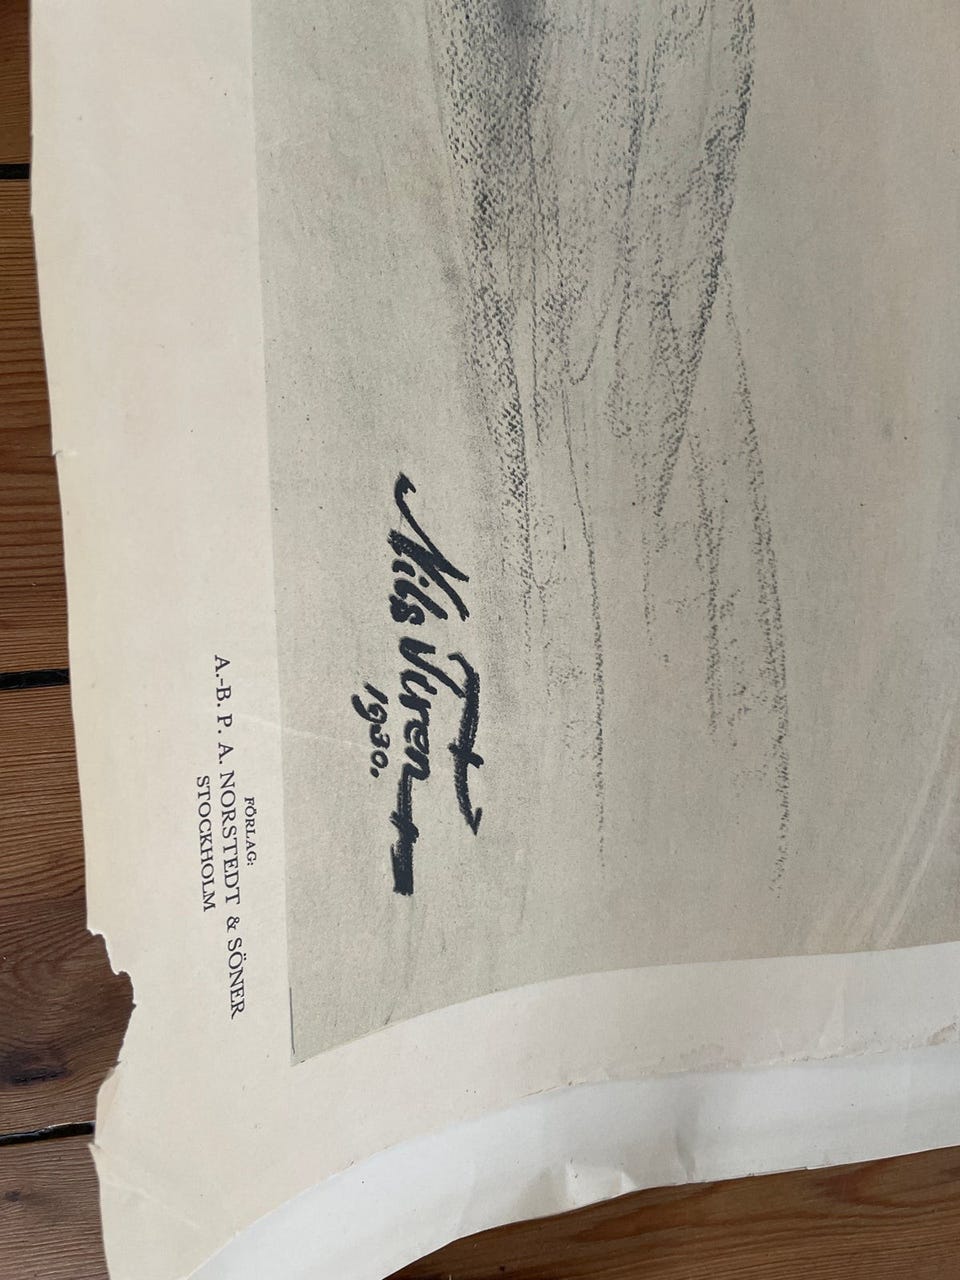 Nils Tirén
1930.
FÖRLAG:
A.-B. P. A. NORSTEDT & SÖNER
STOCKHOLM